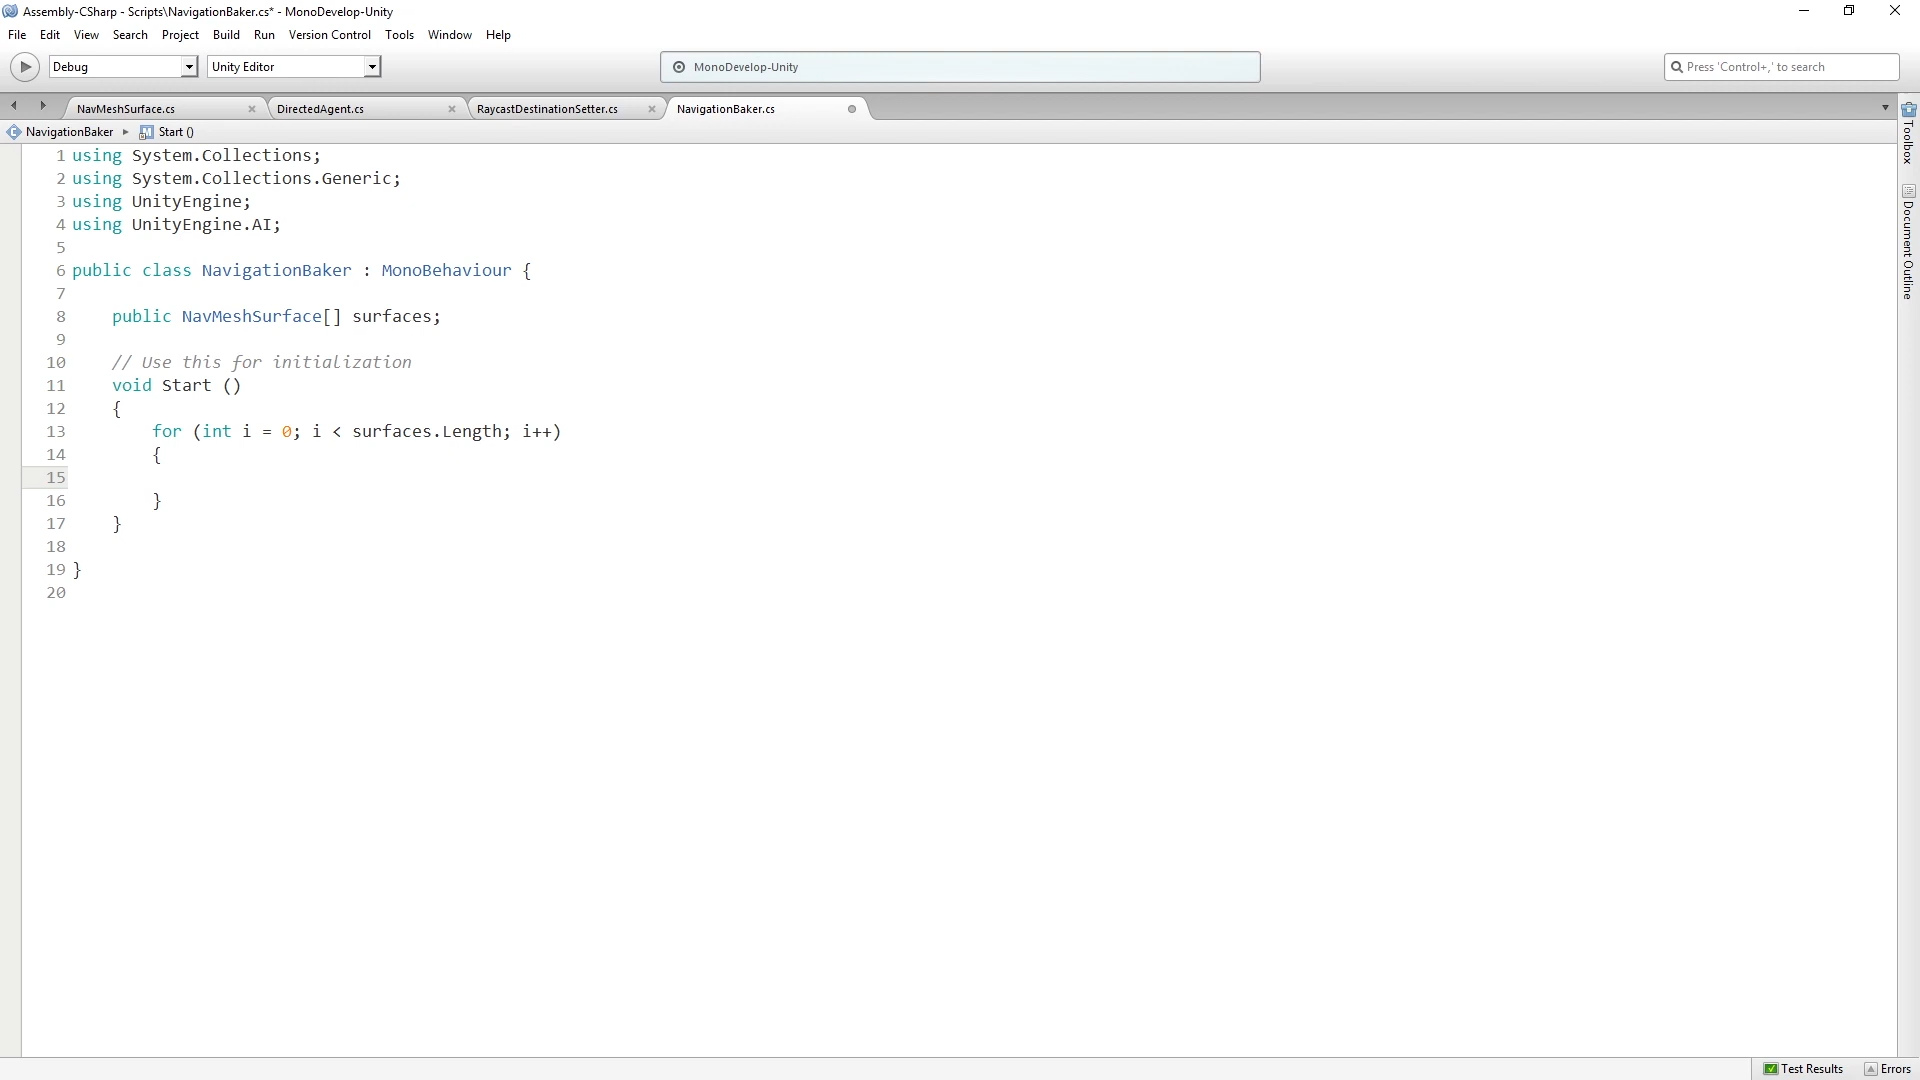 Assembly-CSharp - Scripts\NavigationBaker.cs* - MonoDevelop-Unity
File Edit View Search Project Build Run Version Control Tools Window Help
Debug Unity Editor MonoDevelop-Unity Press 'Control+,' to search
NavMeshSurface.cs DirectedAgent.cs RaycastDestinationSetter.cs NavigationBaker.cs
NavigationBaker Start ()
1 using System.Collections;
2 using System.Collections.Generic;
3 using UnityEngine;
4 using UnityEngine.AI;
5
6 public class NavigationBaker : MonoBehaviour {
7
8 public NavMeshSurface[] surfaces;
9
10 // Use this for initialization
11 void Start ()
12 {
13 for (int i = 0; i < surfaces.Length; i++)
14 {
15
16 }
17 }
18
19 }
20
Toolbox
Document Outline
Test Results Errors